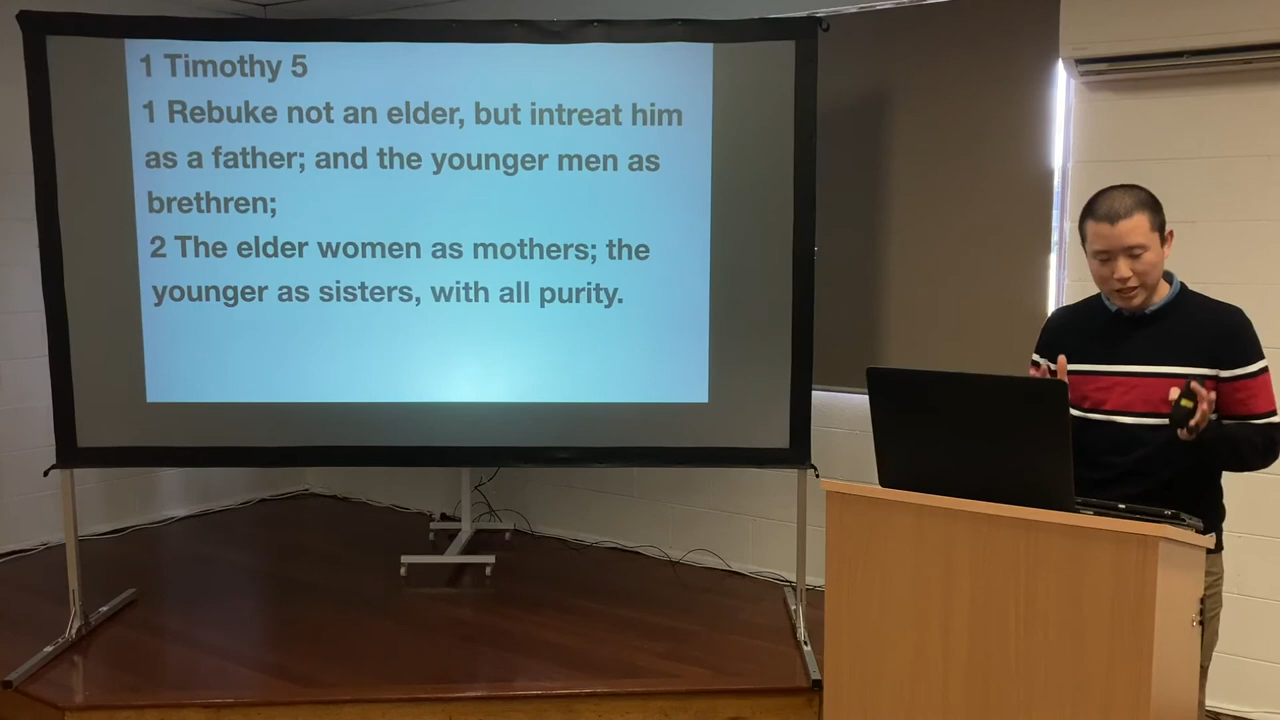 1 Timothy 5
1 Rebuke not an elder, but intreat him
as a father; and the younger men as
brethren;
2 The elder women as mothers; the
younger as sisters, with all purity.